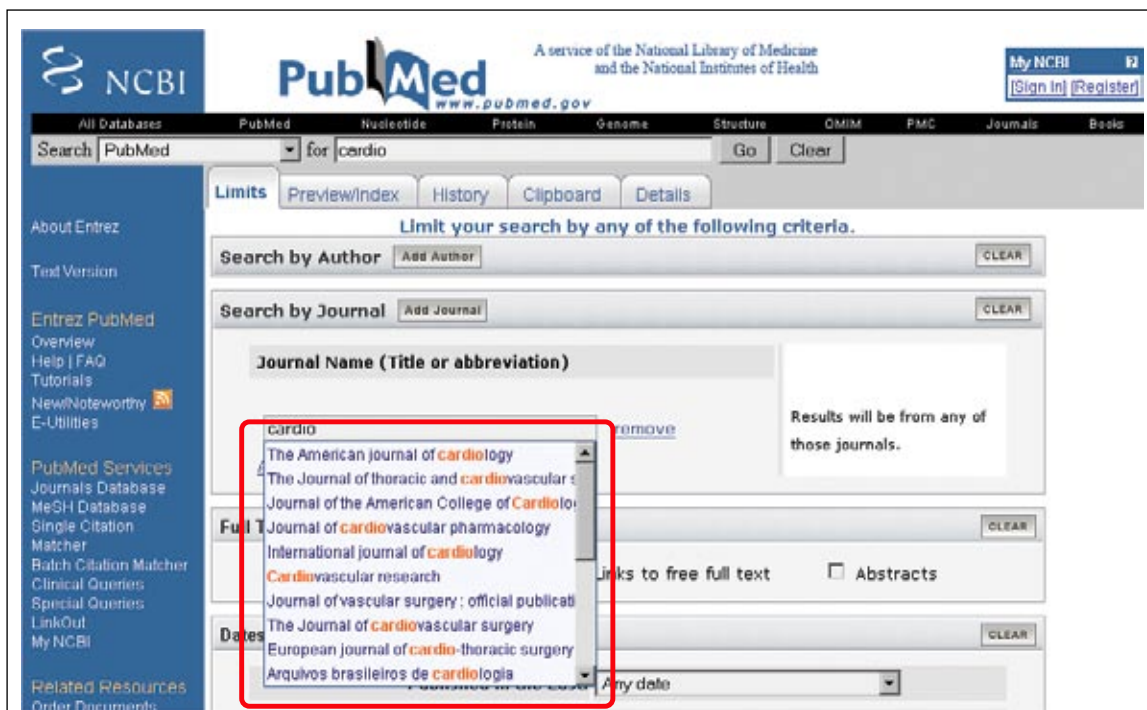 NCBI
PubMed
www.pubmed.gov
A service of the National Library of Medicine
and the National Institutes of Health
My NCBI ?
[Sign In] [Register]
All Databases PubMed Nucleotide Protein Genome Structure OMIM PMC Journals Books
Search PubMed for cardio Go Clear
Limits Preview/Index History Clipboard Details
About Entrez
Text Version
Entrez PubMed
Overview
Help | FAQ
Tutorials
New/Noteworthy
E-Utilities
PubMed Services
Journals Database
MeSH Database
Single Citation
Matcher
Batch Citation Matcher
Clinical Queries
Special Queries
LinkOut
My NCBI
Related Resources
Order Documents
Limit your search by any of the following criteria.
Search by Author Add Author CLEAR
Search by Journal Add Journal CLEAR
Journal Name (Title or abbreviation)
cardio remove
Results will be from any of
those journals.
The American journal of cardiology
The Journal of thoracic and cardiovascular s
Journal of the American College of Cardiolo
Journal of cardiovascular pharmacology
International journal of cardiology
Cardiovascular research
Journal of vascular surgery : official publicati
The Journal of cardiovascular surgery
European journal of cardio-thoracic surgery
Arquivos brasileiros de cardiologia
Full T CLEAR
Links to free full text Abstracts
Dates CLEAR
Any date